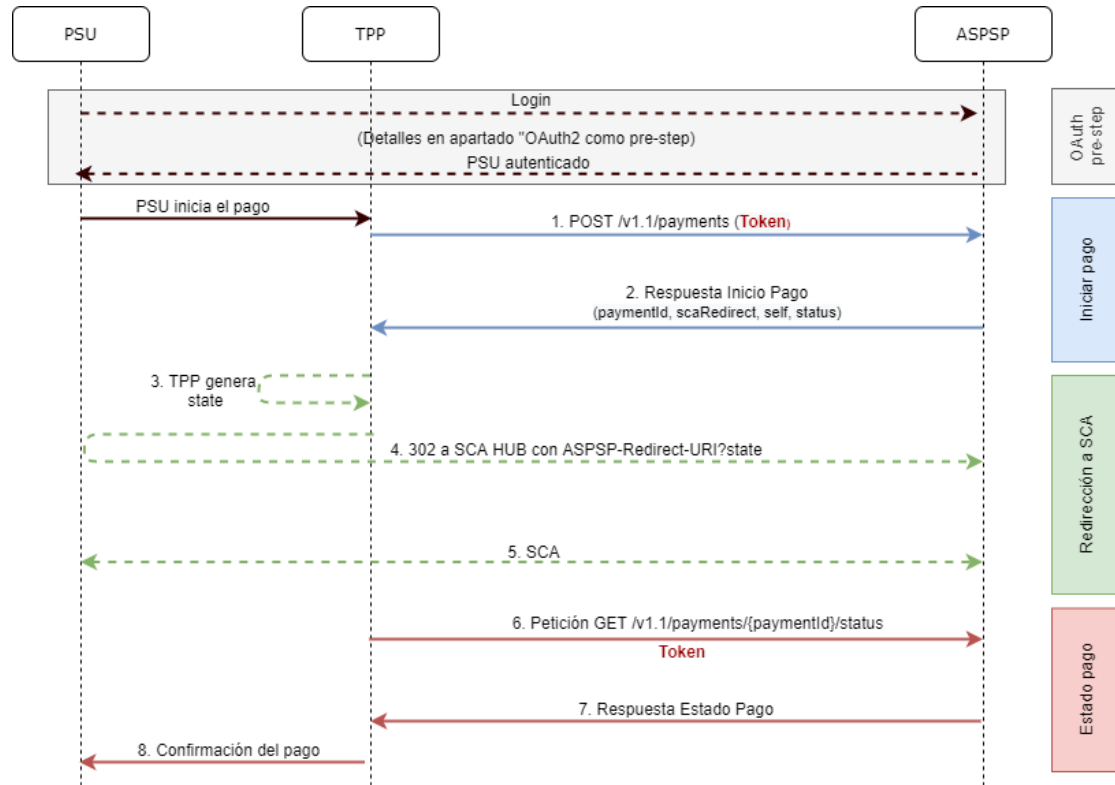 PSU
TPP
ASPSP
Login
(Detalles en apartado "OAuth2 como pre-step)
PSU autenticado
OAuth
pre-step
PSU inicia el pago
1. POST /v1.1/payments (Token)
2. Respuesta Inicio Pago
(paymentId, scaRedirect, self, status)
Iniciar pago
3. TPP genera
state
4. 302 a SCA HUB con ASPSP-Redirect-URI?state
5. SCA
Redirección a SCA
6. Petición GET /v1.1/payments/{paymentId}/status
Token
7. Respuesta Estado Pago
8. Confirmación del pago
Estado pago